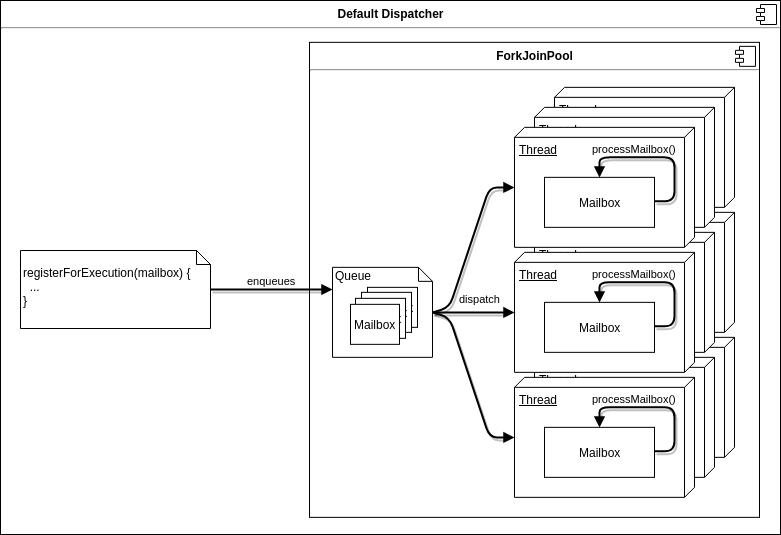 Default Dispatcher
ForkJoinPool
registerForExecution(mailbox) {
...
}
enqueues
Queue
Mailbox
dispatch
Thread
processMailbox()
Mailbox
Thread
processMailbox()
Mailbox
Thread
processMailbox()
Mailbox